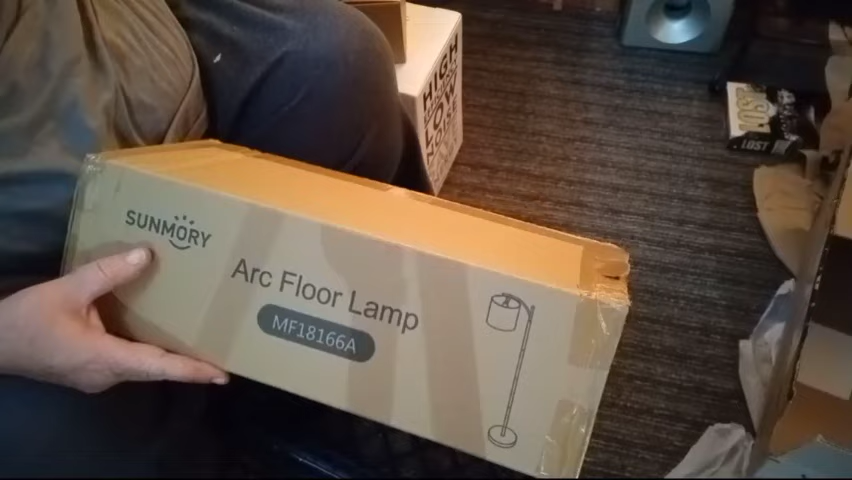 SUNMORY
Arc Floor Lamp
MF18166A
HIGH
LOW
LOST
LOST